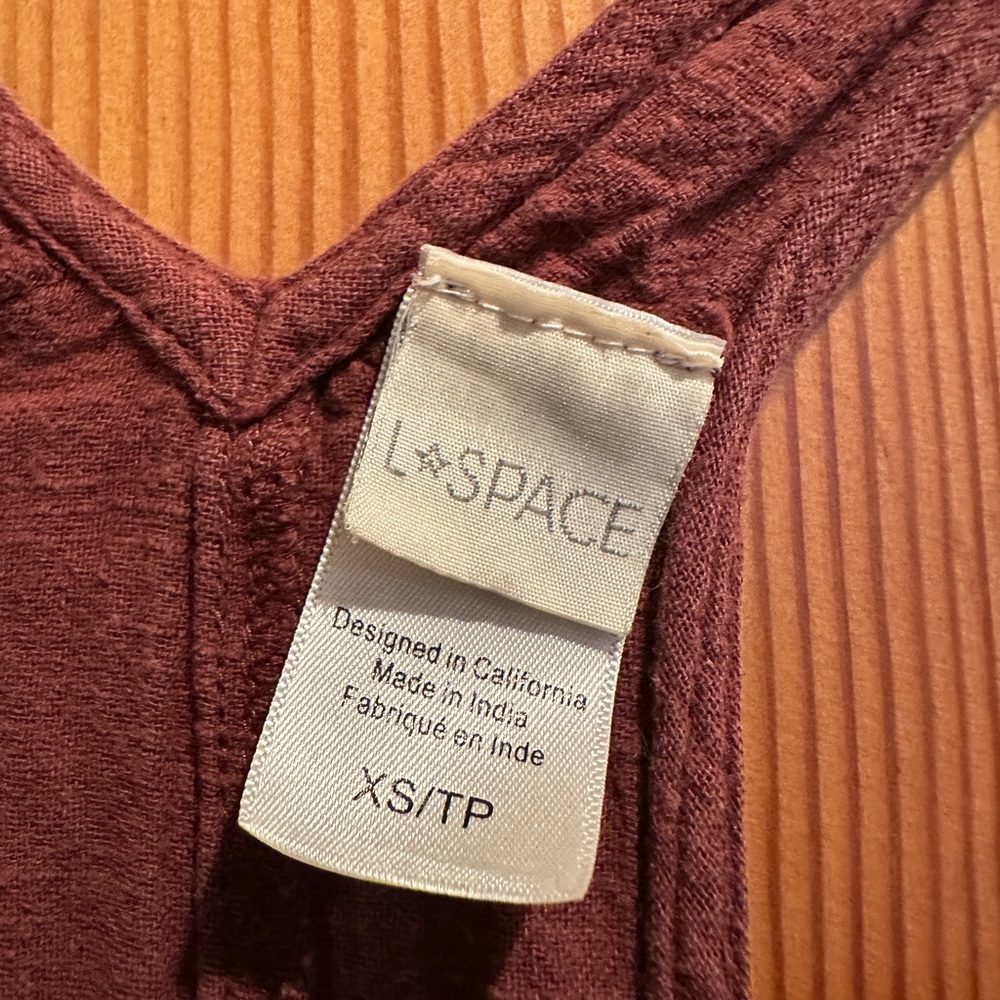 L☆SPACE
Designed in California
Made in India
Fabriqué en Inde
XS/TP